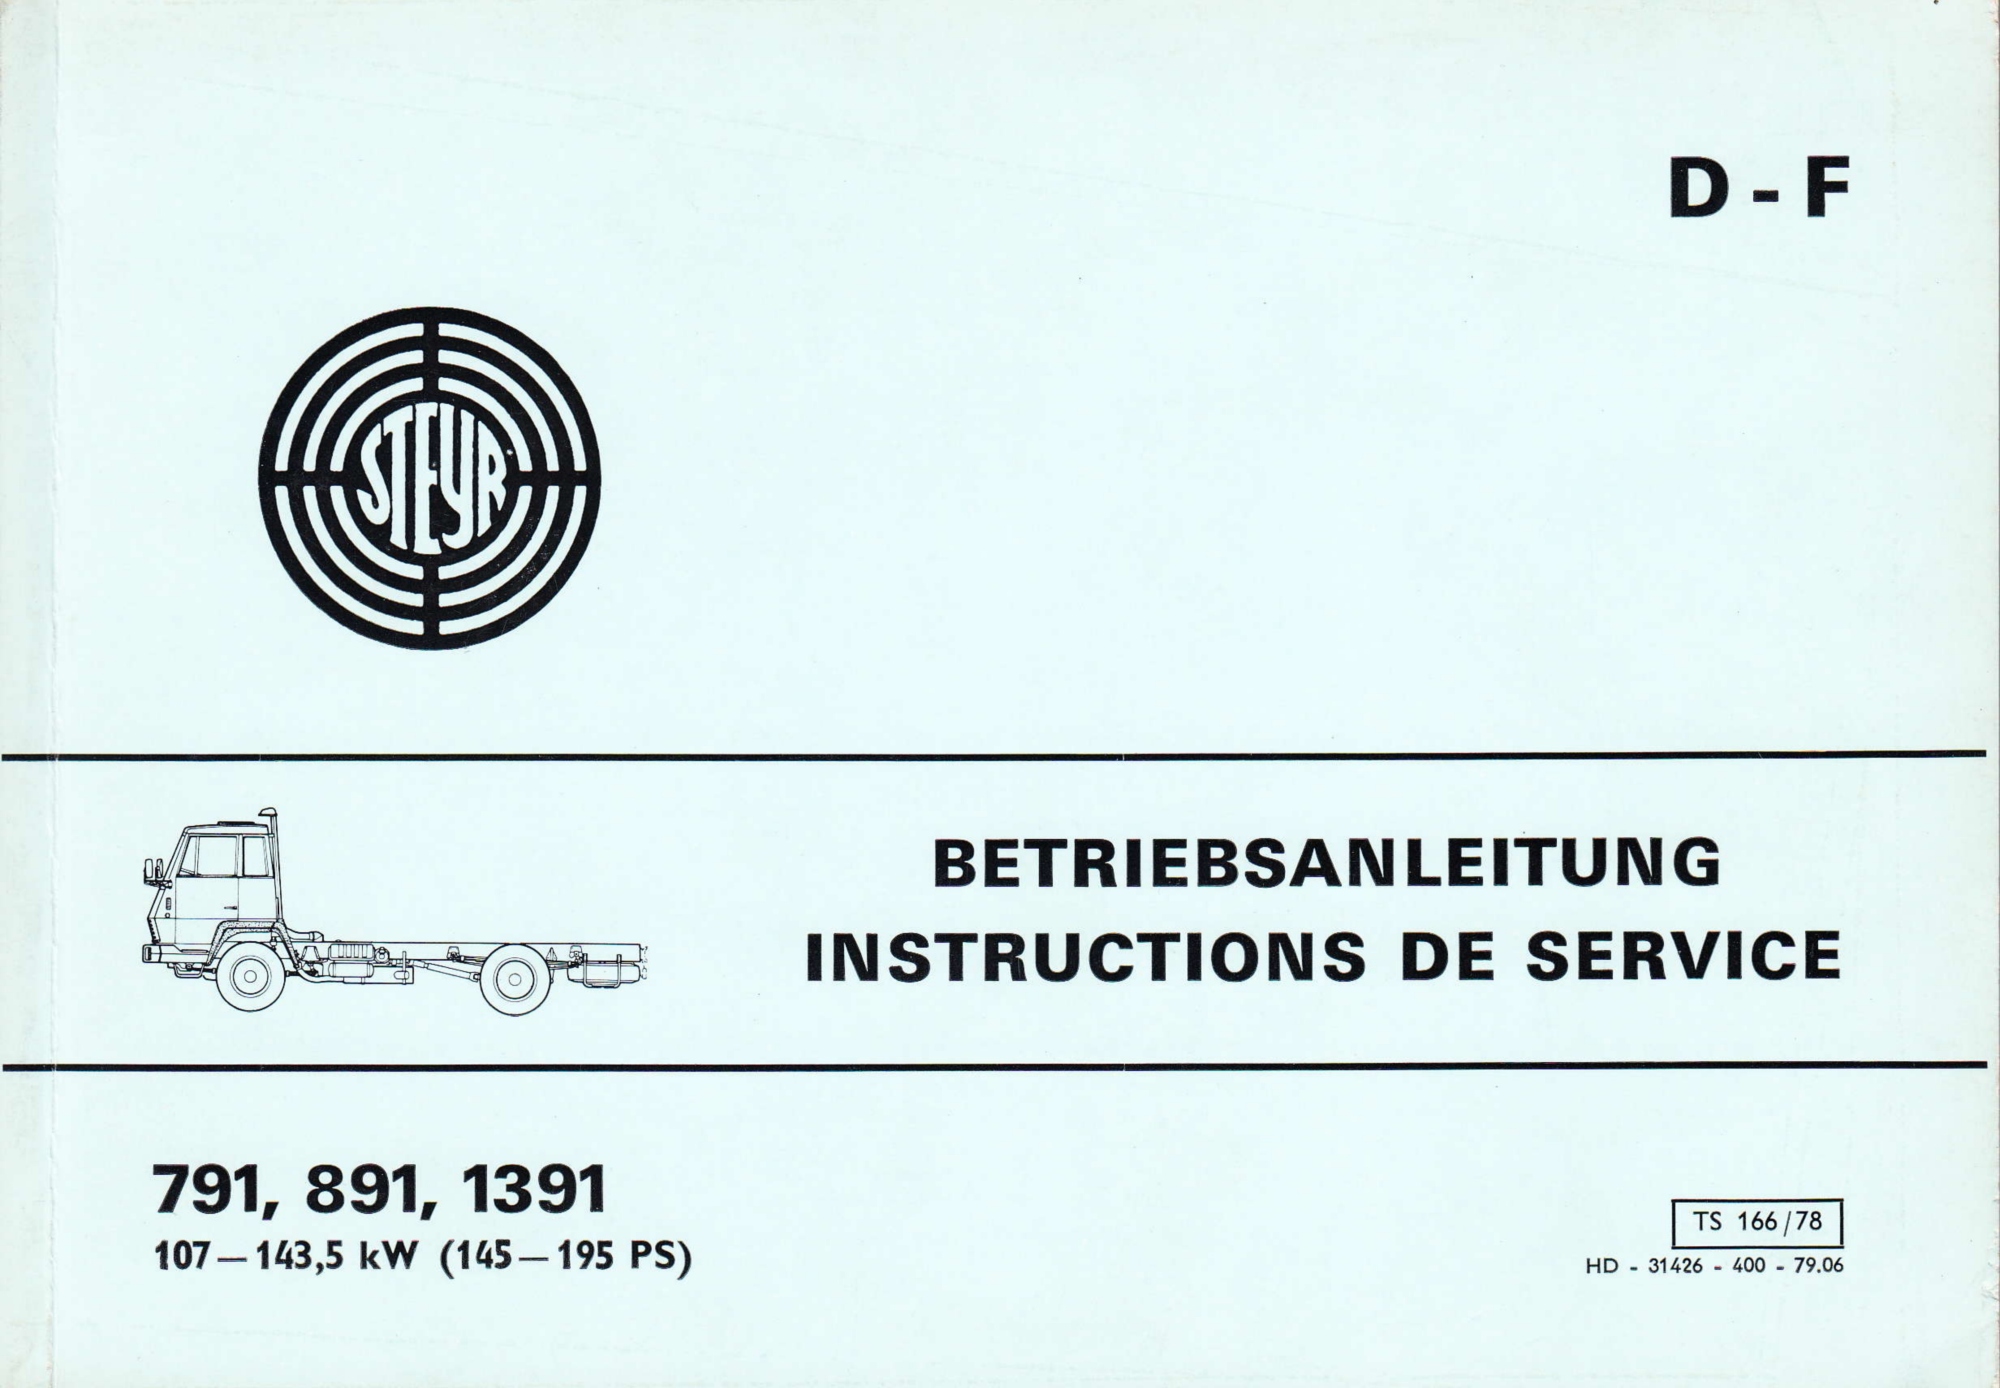 D - F
STEYR
BETRIEBSANLEITUNG
INSTRUCTIONS DE SERVICE
791, 891, 1391
107—143,5 kW (145—195 PS)
TS 166/78
HD - 31426 - 400 - 79.06